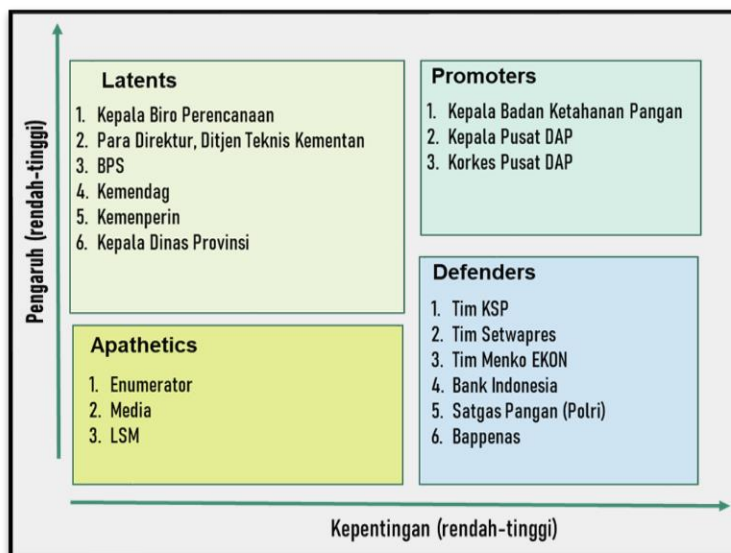 Pengaruh (rendah-tinggi)
Latents
1. Kepala Biro Perencanaan
2. Para Direktur, Ditjen Teknis Kementan
3. BPS
4. Kemendag
5. Kemenperin
6. Kepala Dinas Provinsi
Promoters
1. Kepala Badan Ketahanan Pangan
2. Kepala Pusat DAP
3. Korkes Pusat DAP
Apathetics
1. Enumerator
2. Media
3. LSM
Defenders
1. Tim KSP
2. Tim Setwapres
3. Tim Menko EKON
4. Bank Indonesia
5. Satgas Pangan (Polri)
6. Bappenas
Kepentingan (rendah-tinggi)